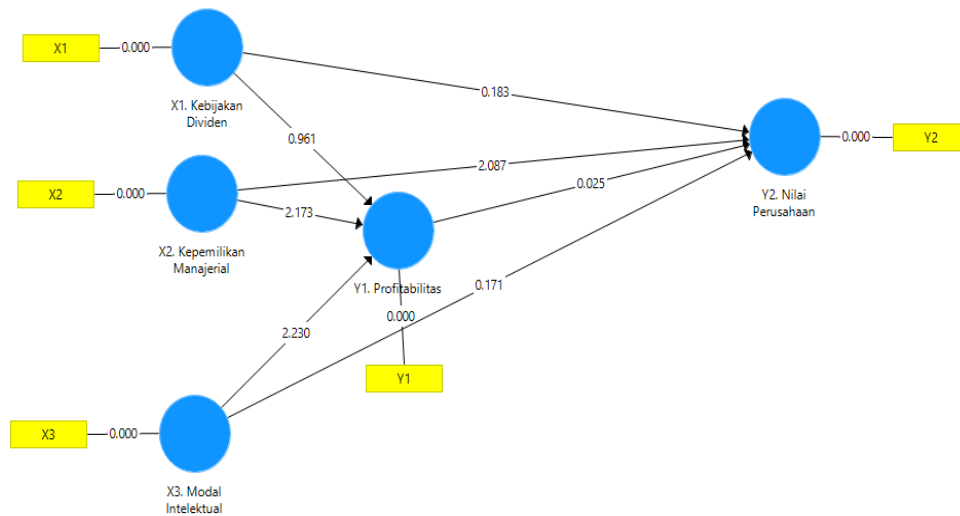 X1
0.000
X1. Kebijakan
Dividen
0.183
0.961
X2
0.000
X2. Kepemilikan
Manajerial
2.087
2.173
0.025
0.000
Y2
Y2. Nilai
Perusahaan
Y1. Profitabilitas
0.000
0.171
2.230
Y1
X3
0.000
X3. Modal
Intelektual